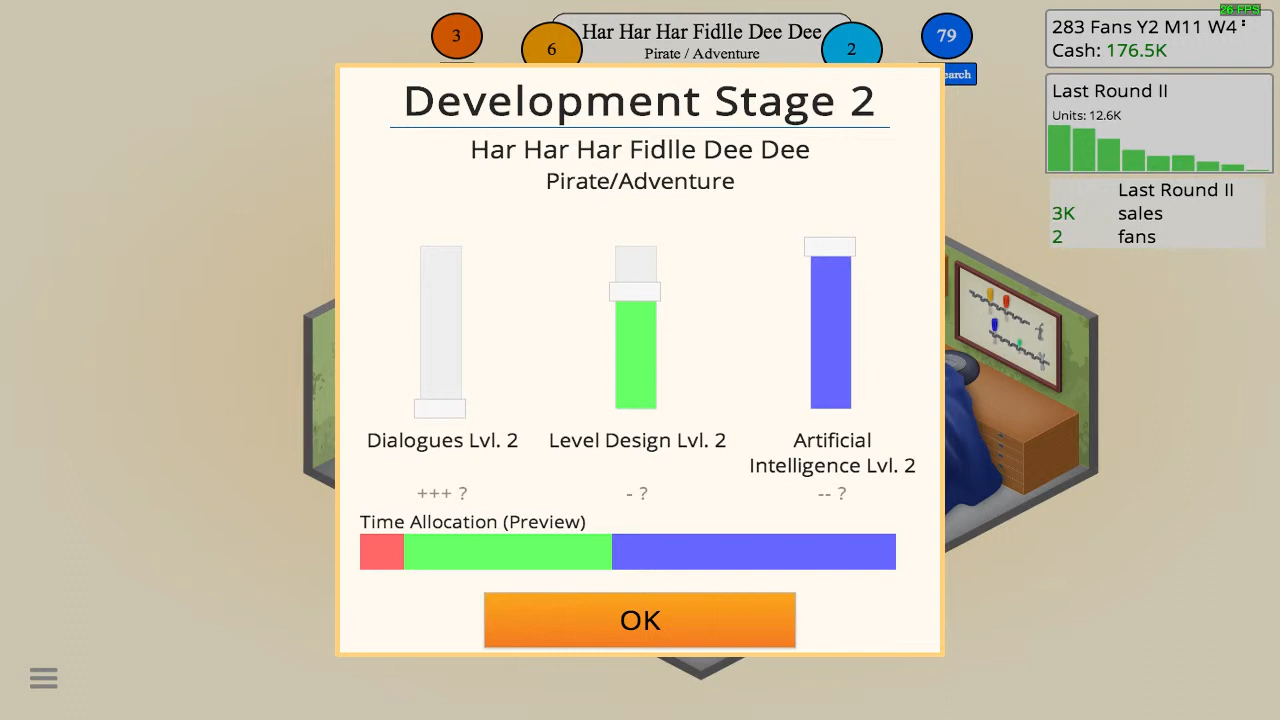 26 FPS
3
6
Har Har Har Fidlle Dee Dee
Pirate / Adventure
2
79
earch
283 Fans Y2 M11 W4
Cash: 176.5K
Last Round II
Units: 12.6K
Last Round II
3K sales
2 fans
Development Stage 2
Har Har Har Fidlle Dee Dee
Pirate/Adventure
Dialogues Lvl. 2
Level Design Lvl. 2
Artificial
Intelligence Lvl. 2
+++ ?
- ?
-- ?
Time Allocation (Preview)
OK